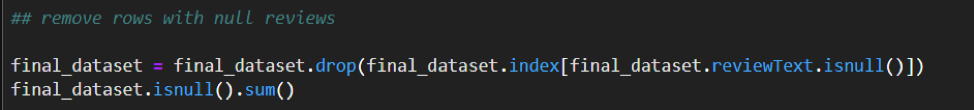 ## remove rows with null reviews
final_dataset = final_dataset.drop(final_dataset.index[final_dataset.reviewText.isnull()])
final_dataset.isnull().sum()